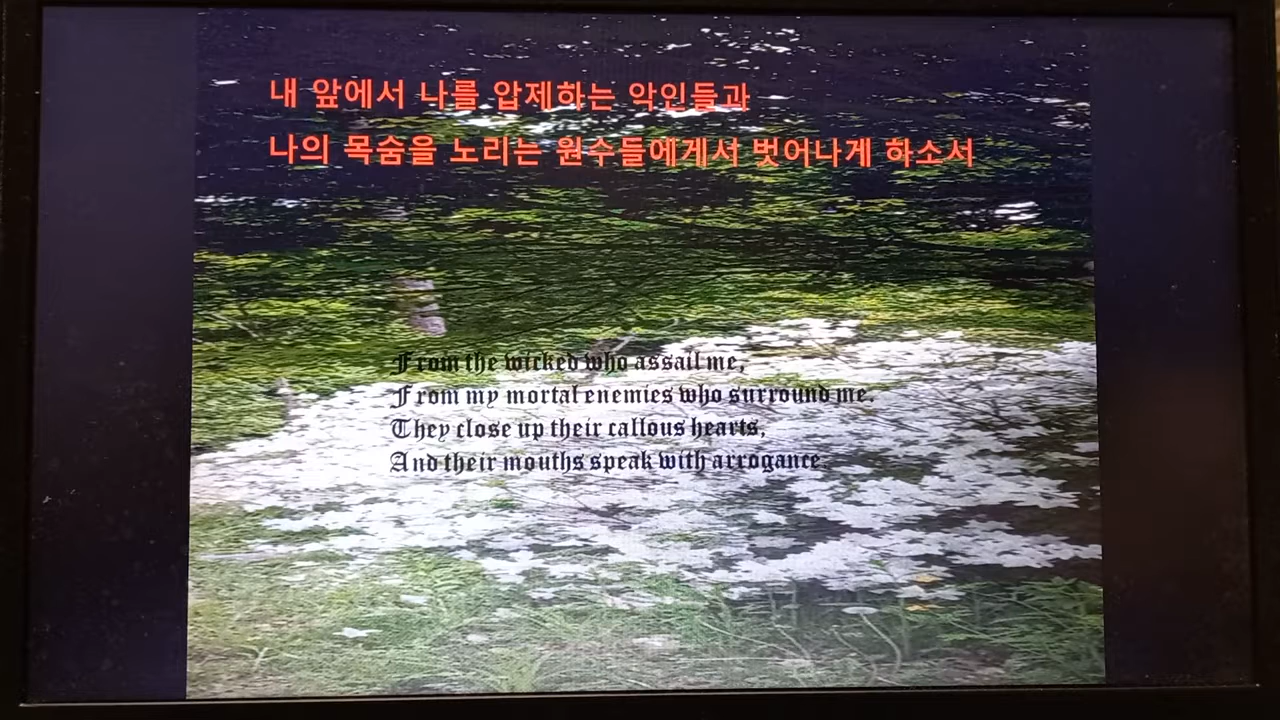 내 앞에서 나를 압제하는 악인들과
나의 목숨을 노리는 원수들에게서 벗어나게 하소서
From the wicked who assail me,
From my mortal enemies who surround me.
They close up their callous hearts,
And their mouths speak with arrogance.